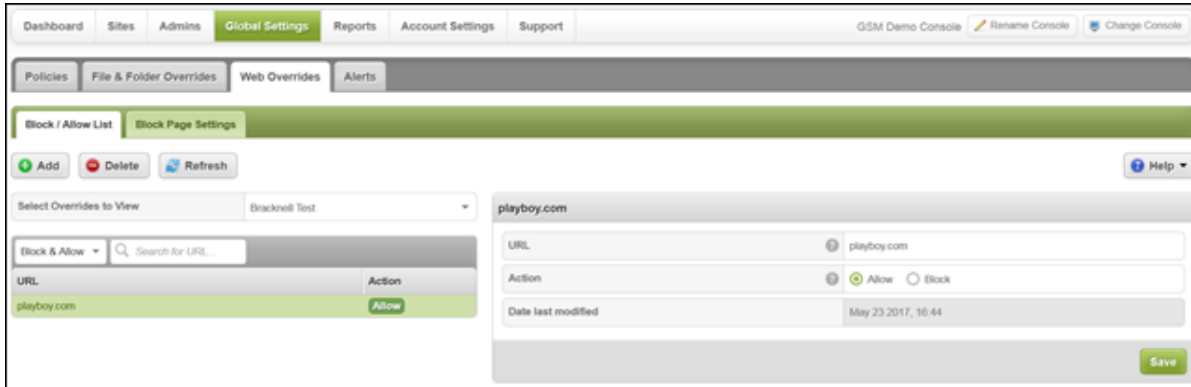 Dashboard Sites Admins Global Settings Reports Account Settings Support GSM Demo Console Rename Console Change Console
Policies File & Folder Overrides Web Overrides Alerts
Block / Allow List Block Page Settings
Add Delete Refresh Help
Select Overrides to View Bracknell Test
playboy.com
Block & Allow Search for URL...
URL playboy.com
URL Action
Action Allow Block
playboy.com Allow
Date last modified May 23 2017, 16:44
Save